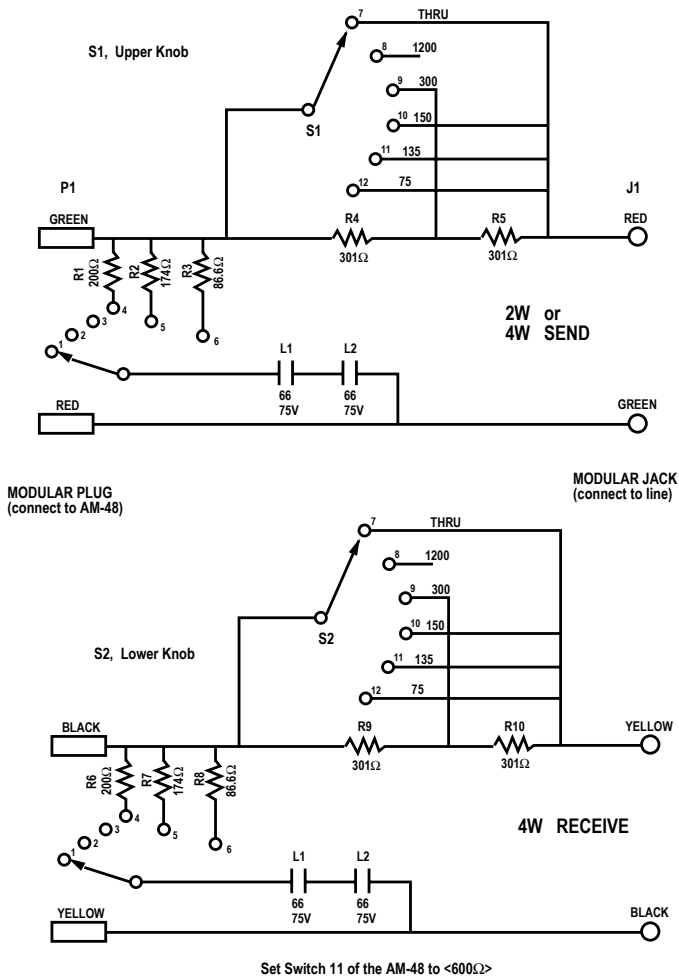 7 THRU
S1, Upper Knob
8 1200
9 300
10 150
S1
11 135
12 75
P1 J1
GREEN R4 R5 RED
301Ω 301Ω
R1 200Ω
R2 174Ω
R3 86.6Ω
4
3
2
1
5
6
2W or
4W SEND
L1 L2
66 66
75V 75V
RED GREEN
MODULAR PLUG
(connect to AM-48)
MODULAR JACK
(connect to line)
7 THRU
8 1200
9 300
10 150
S2
S2, Lower Knob
11 135
12 75
BLACK R9 R10 YELLOW
301Ω 301Ω
R6 200Ω
R7 174Ω
R8 86.6Ω
4
3
2
1
5
6
4W RECEIVE
L1 L2
66 66
75V 75V
YELLOW BLACK
Set Switch 11 of the AM-48 to <600Ω>